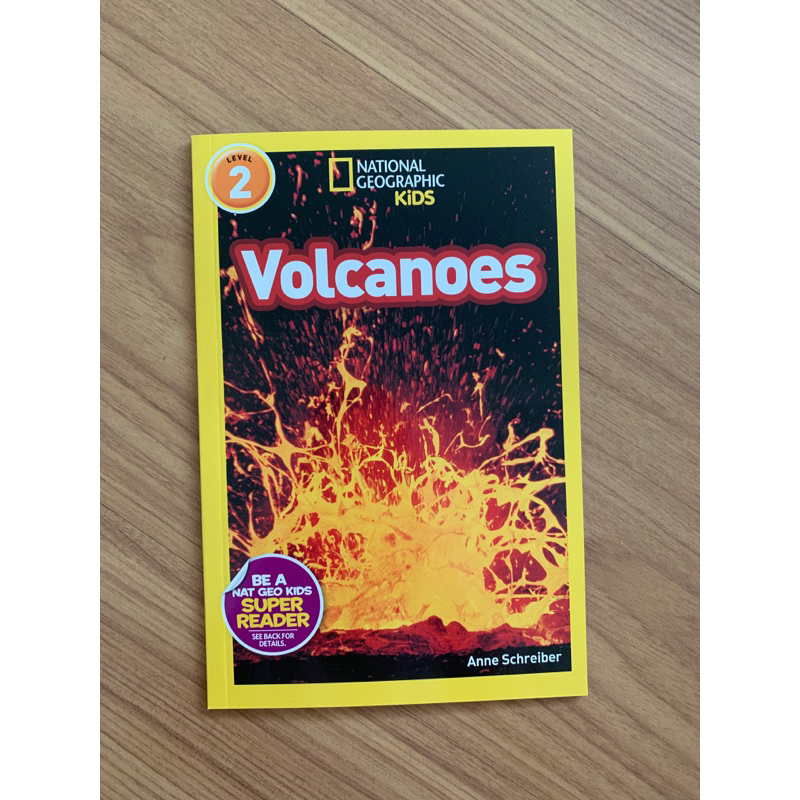 LEVEL
2
NATIONAL
GEOGRAPHIC
KiDS
Volcanoes
BE A
NAT GEO KIDS
SUPER
READER
SEE BACK FOR
DETAILS.
Anne Schreiber